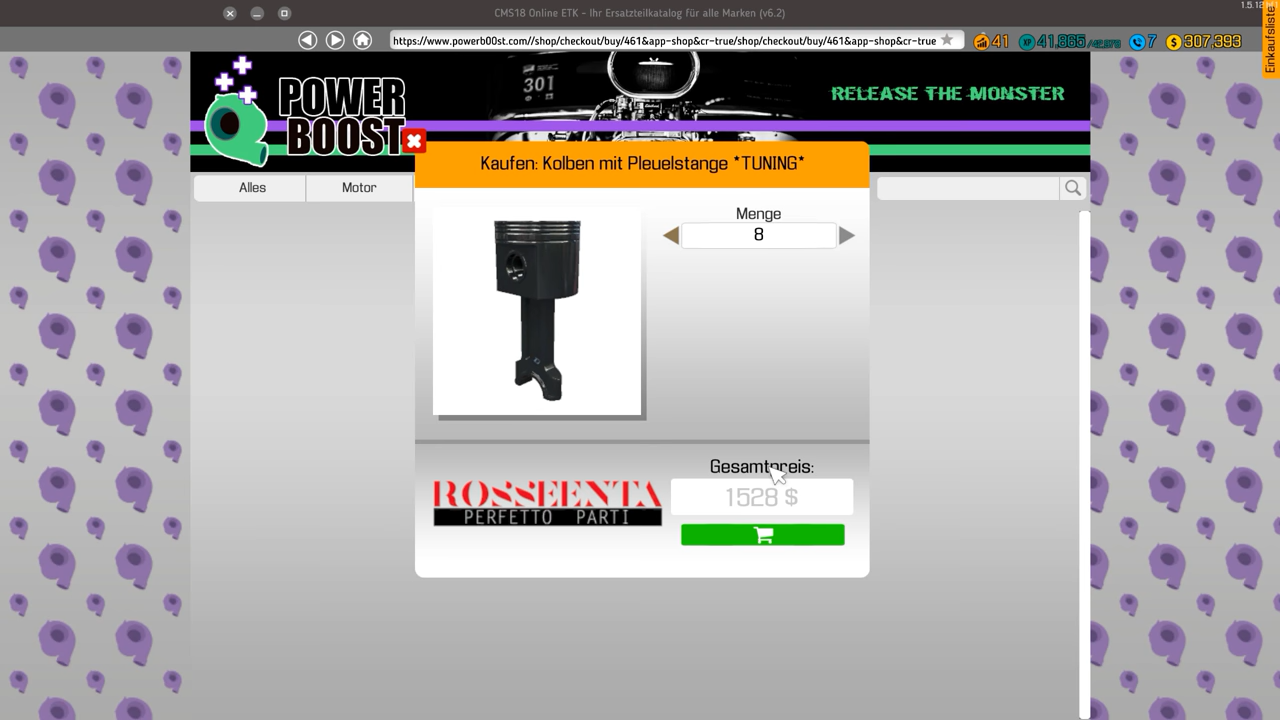 CMS18 Online ETK - Ihr Ersatzteilkatalog für alle Marken (v6.2)
https://www.powerb00st.com//shop/checkout/buy/461&app-shop&cr-true/shop/checkout/buy/461&app-shop&cr-true
41
XP
7
$
307,393
Einkaufsliste
POWER
BOOST
301
RELEASE THE MONSTER
Kaufen: Kolben mit Pleuelstange *TUNING*
Alles
Motor
Menge
8
Gesamtpreis:
1528 $
ROSSEENTA
PERFETTO PARTI